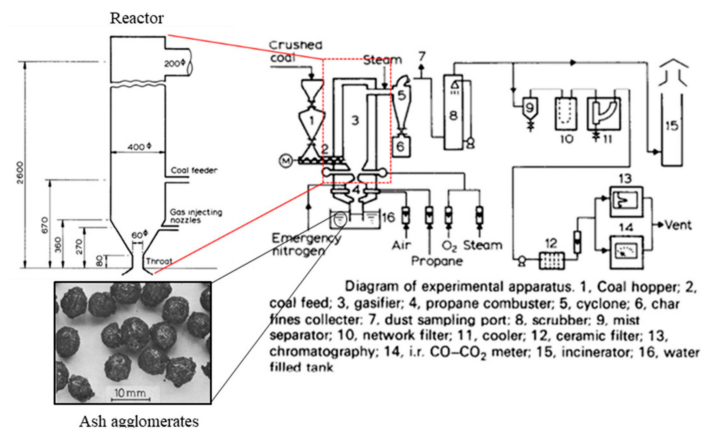 Reactor
200Φ
2600
400Φ
Coal feeder
670
Gas injecting
nozzles
360
270
60Φ
80
Throat
10mm
Ash agglomerates
Crushed
coal
Steam
7
1
2
3
5
6
M
4
16
8
9
10
11
15
13
14
12
Vent
Emergency
nitrogen
Air
Propane
O₂
Steam
Diagram of experimental apparatus. 1, Coal hopper; 2,
coal feed; 3, gasifier; 4, propane combuster; 5, cyclone; 6, char
fines collecter; 7. dust sampling port; 8, scrubber; 9, mist
separator; 10, network filter; 11, cooler; 12, ceramic filter; 13,
chromatography; 14, i.r. CO–CO₂ meter; 15, incinerator; 16, water
filled tank